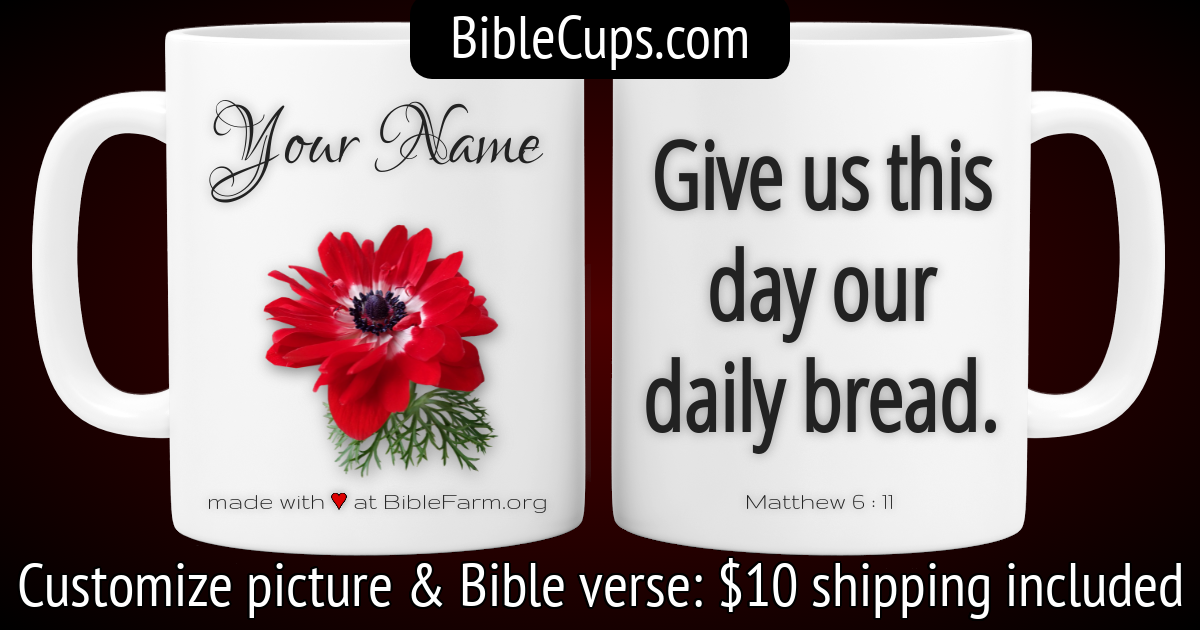 BibleCups.com
Your Name
made with ♥ at BibleFarm.org
Give us this
day our
daily bread.
Matthew 6 : 11
Customize picture & Bible verse: $10 shipping included